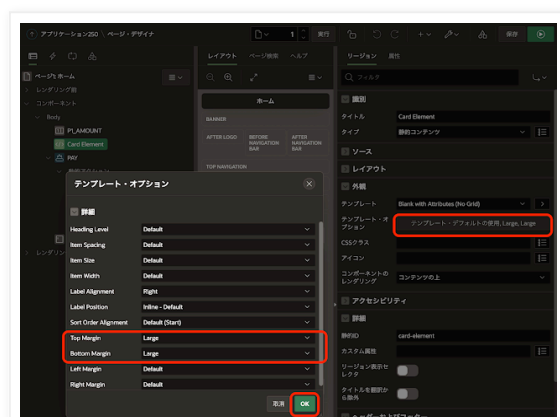 アプリケーション250 \ ページ・デザイナ
1
実行
保存
レイアウト ページ検索 ヘルプ
リージョン 属性
フィルタ
ページ1: ホーム
レンダリング前
コンポーネント
Body
P1_AMOUNT
Card Element
PAY
ホーム
BANNER
AFTER LOGO
BEFORE NAVIGATION BAR
AFTER NAVIGATION BAR
TOP NAVIGATION
識別
タイトル Card Element
タイプ 静的コンテンツ
ソース
レイアウト
外観
テンプレート Blank with Attributes (No Grid)
テンプレート・オプション テンプレート・デフォルトの使用, Large, Large
CSSクラス
アイコン
コンポーネントのレンダリング コンテンツの上
アクセシビリティ
詳細
静的ID card-element
カスタム属性
リージョン表示セレクタ
タイトルを翻訳から除外
ヘッダーおよびフッター
テンプレート・オプション
詳細
Heading Level Default
Item Spacing Default
Item Size Default
Item Width Default
Label Alignment Right
Label Position Inline - Default
Sort Order Alignment Default (Start)
Top Margin Large
Bottom Margin Large
Left Margin Default
Right Margin Default
取消 OK